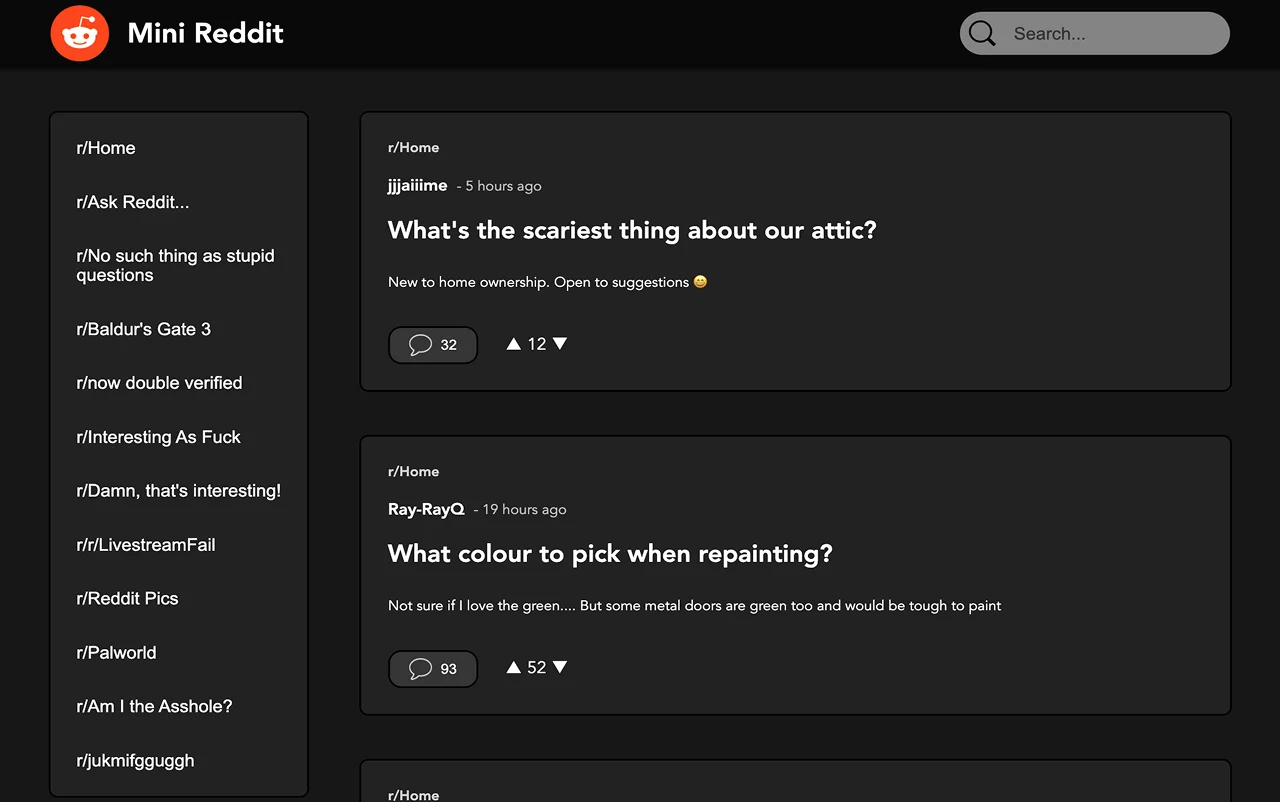 Mini Reddit
Search...
r/Home
r/Ask Reddit...
r/No such thing as stupid
questions
r/Baldur's Gate 3
r/now double verified
r/Interesting As Fuck
r/Damn, that's interesting!
r/r/LivestreamFail
r/Reddit Pics
r/Palworld
r/Am I the Asshole?
r/jukmifgguggh
r/Home
jjjaiiime - 5 hours ago
What's the scariest thing about our attic?
New to home ownership. Open to suggestions 😄
32 ▲ 12 ▼
r/Home
Ray-RayQ - 19 hours ago
What colour to pick when repainting?
Not sure if I love the green.... But some metal doors are green too and would be tough to paint
93 ▲ 52 ▼
r/Home